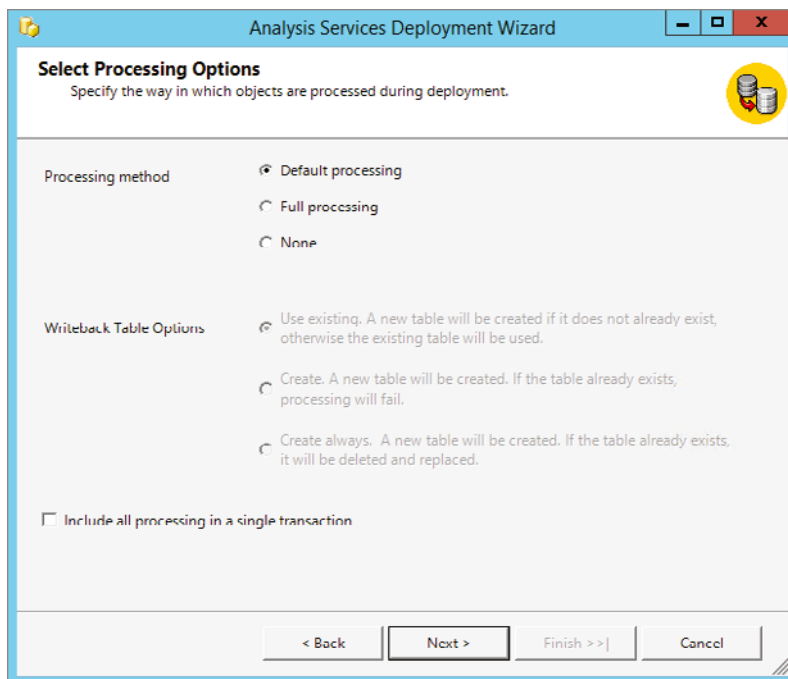 Analysis Services Deployment Wizard
Select Processing Options
Specify the way in which objects are processed during deployment.
Processing method
Default processing
Full processing
None
Writeback Table Options
Use existing. A new table will be created if it does not already exist,
otherwise the existing table will be used.
Create. A new table will be created. If the table already exists,
processing will fail.
Create always. A new table will be created. If the table already exists,
it will be deleted and replaced.
Include all processing in a single transaction
< Back Next > Finish >>| Cancel